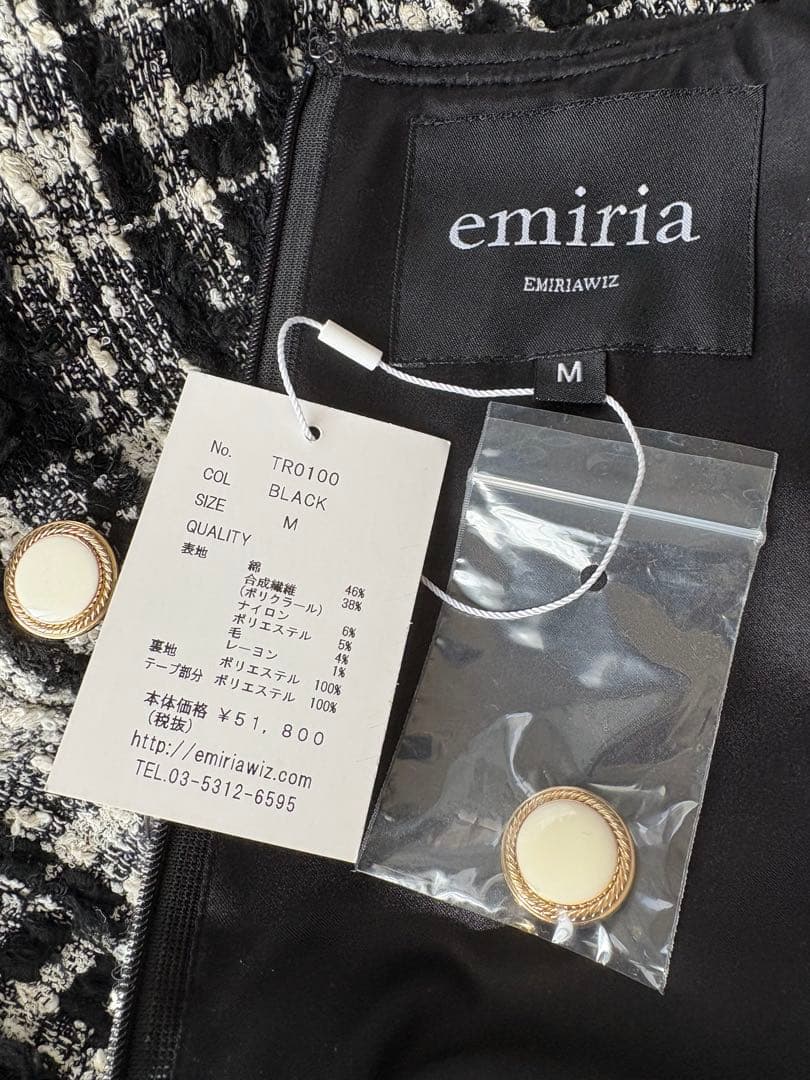 emiria
EMIRIAWIZ
M
No. TR0100
COL BLACK
SIZE M
QUALITY
表地 綿 46%
合成繊維 38%
(ポリクラール)
ナイロン 6%
ポリエステル 5%
毛 4%
レーヨン 1%
裏地 ポリエステル 100%
テープ部分 ポリエステル 100%
本体価格 ¥51,800
(税抜)
http://emiriawiz.com
TEL.03-5312-6595